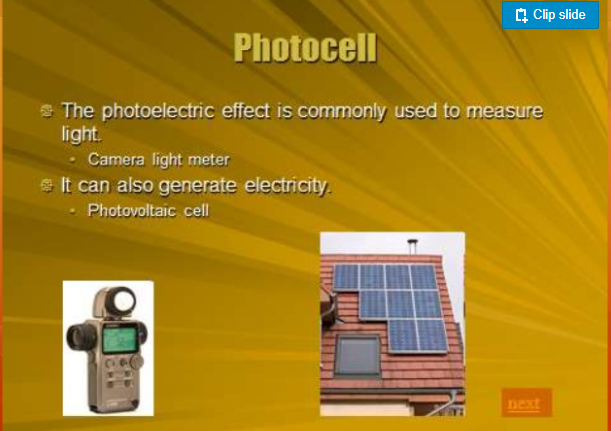 Clip slide
Photocell
The photoelectric effect is commonly used to measure
light.
Camera light meter
It can also generate electricity.
Photovoltaic cell
next